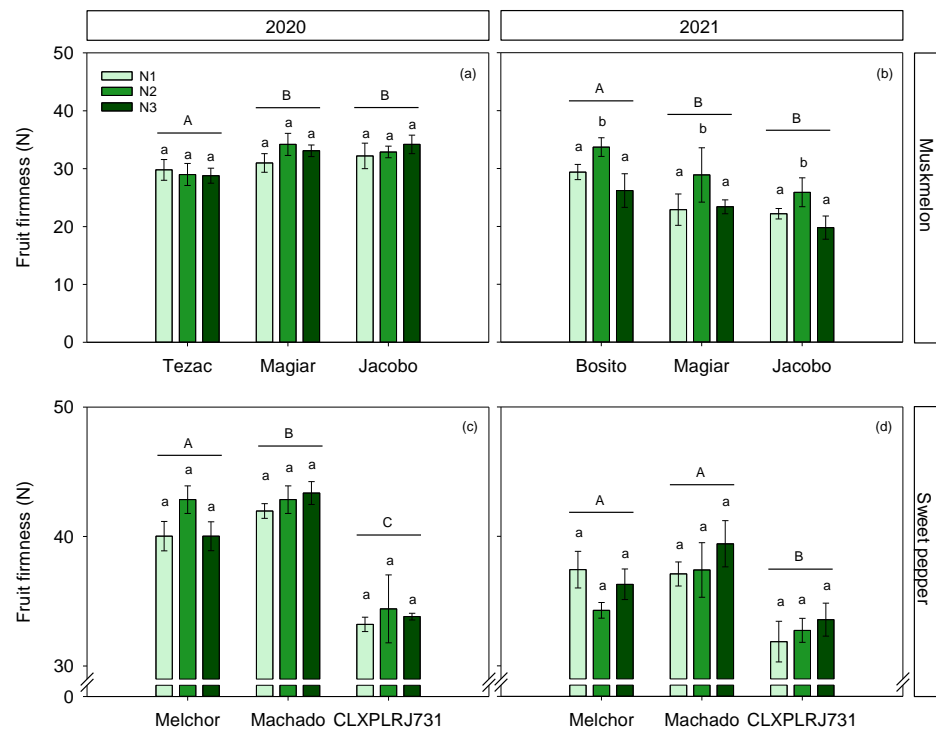 2020 2021
50 (a) (b)
N1
N2
N3
A B B A B B
40
a a a a a a a a a a b a a b a a b a
30
20
10
0
Fruit firmness (N)
Muskmelon
Tezac Magiar Jacobo Bosito Magiar Jacobo
50 (c) (d)
A B C A A B
a a a a a a a a a a a a a a a a a a
40
30
0
Fruit firmness (N)
Sweet pepper
Melchor Machado CLXPLRJ731 Melchor Machado CLXPLRJ731